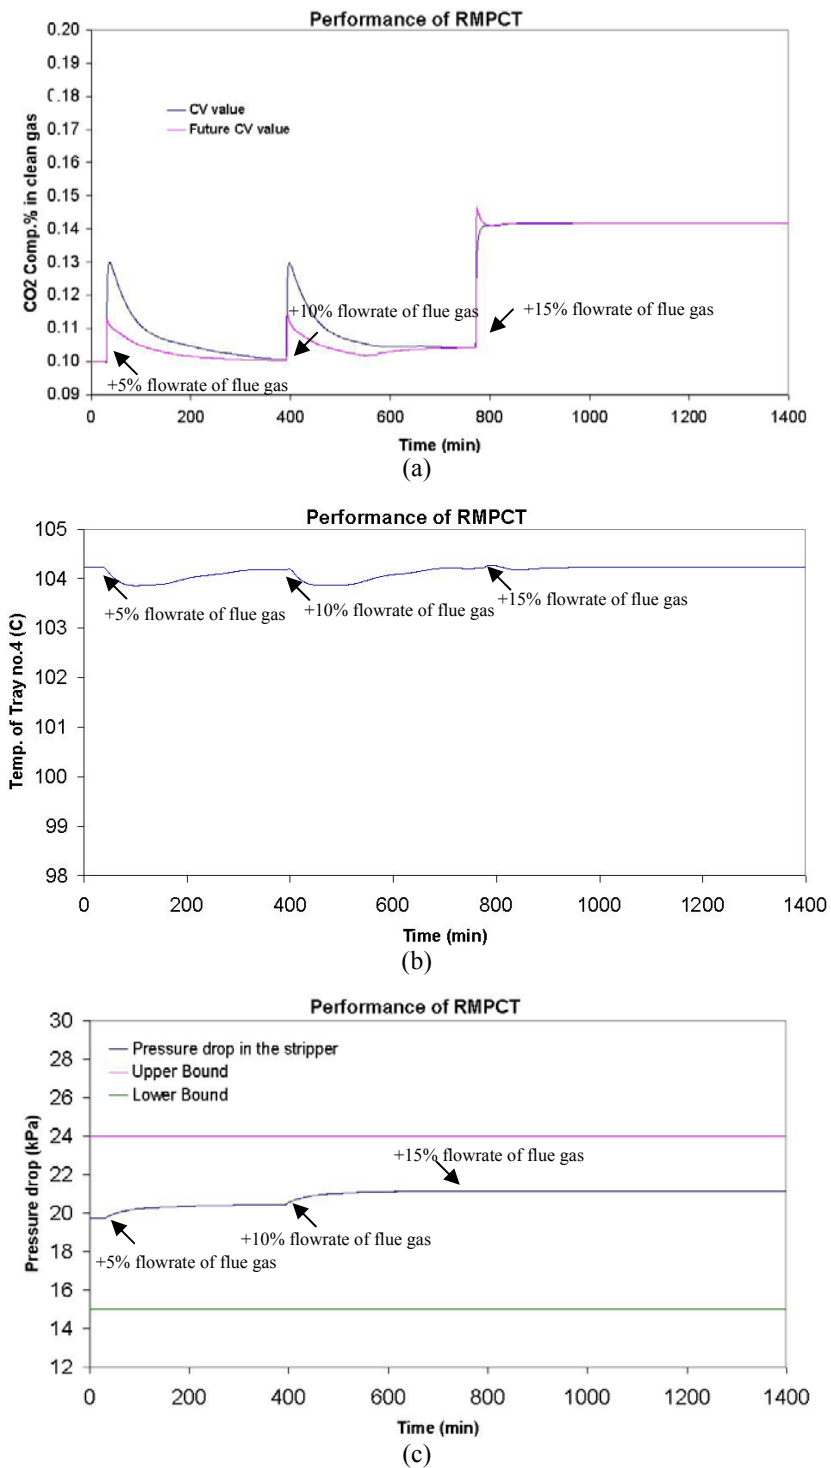 Performance of RMPCT
0.20
0.19
0.18
0.17
0.16
0.15
0.14
0.13
0.12
0.11
0.10
0.09
CO2 Comp.% in clean gas
CV value
Future CV value
+10% flowrate of flue gas
+15% flowrate of flue gas
+5% flowrate of flue gas
0 200 400 600 800 1000 1200 1400
Time (min)
(a)
Performance of RMPCT
105
104
103
102
101
100
99
98
Temp. of Tray no.4 (C)
+5% flowrate of flue gas
+10% flowrate of flue gas
+15% flowrate of flue gas
0 200 400 600 800 1000 1200 1400
Time (min)
(b)
Performance of RMPCT
30
28
26
24
22
20
18
16
14
12
Pressure drop (kPa)
Pressure drop in the stripper
Upper Bound
Lower Bound
+15% flowrate of flue gas
+10% flowrate of flue gas
+5% flowrate of flue gas
0 200 400 600 800 1000 1200 1400
Time (min)
(c)